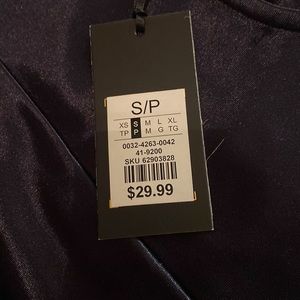 S/P
XS S M L XL
TP P M G TG
0032-4263-0042
41-9200
SKU 62903828
$29.99